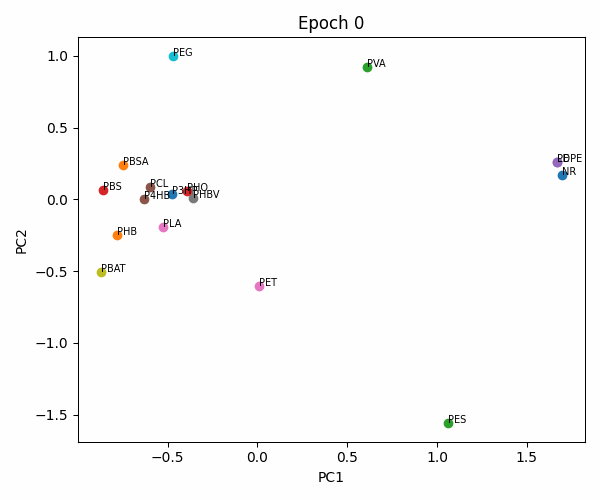 Epoch 0
PEG
PVA
PBSA
LDPE
NR
PBS
PCL
P4HB
PHO
PHBV
PLA
PHB
PBAT
PET
PES
1.0
0.5
0.0
−0.5
−1.0
−1.5
PC2
−0.5
0.0
0.5
1.0
1.5
PC1